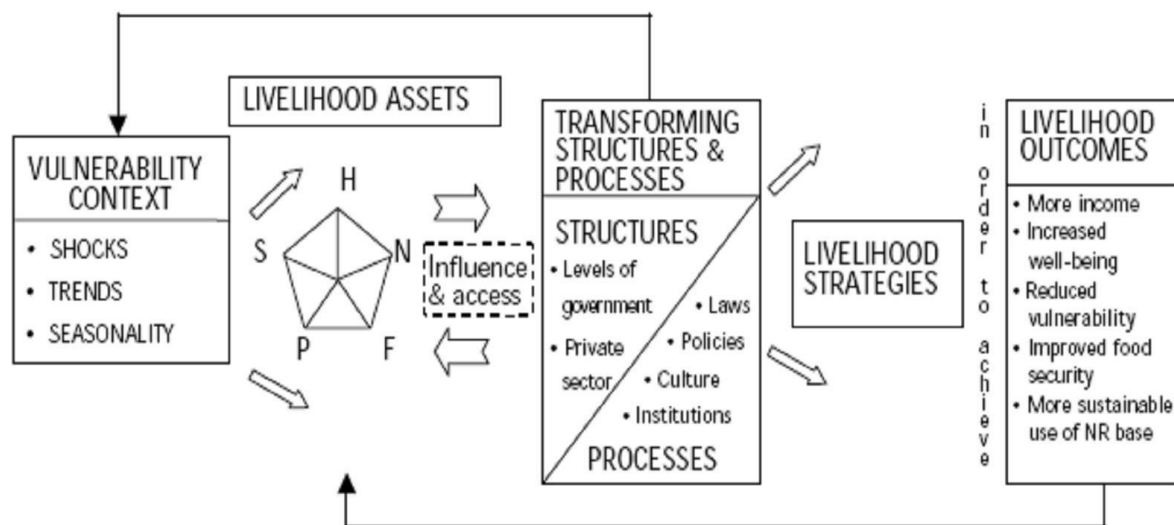 LIVELIHOOD ASSETS
VULNERABILITY
CONTEXT
• SHOCKS
• TRENDS
• SEASONALITY
H
S
N
P
F
Influence
& access
TRANSFORMING
STRUCTURES &
PROCESSES
STRUCTURES
• Levels of
government
• Private
sector
• Laws
• Policies
• Culture
• Institutions
PROCESSES
LIVELIHOOD
STRATEGIES
in order to achieve
LIVELIHOOD
OUTCOMES
• More income
• Increased
well-being
• Reduced
vulnerability
• Improved food
security
• More sustainable
use of NR base